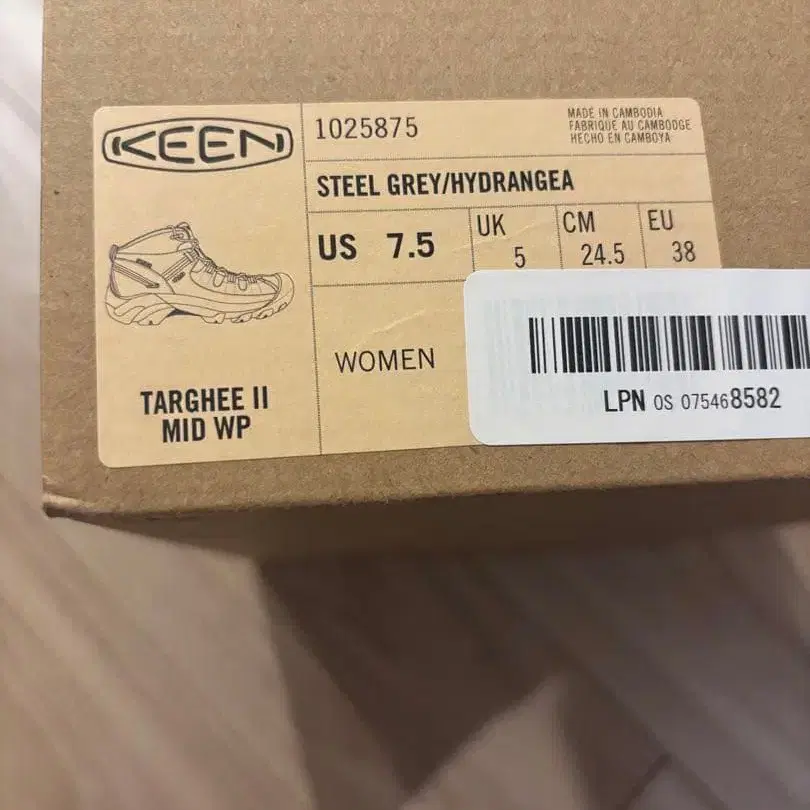 KEEN
1025875
MADE IN CAMBODIA
FABRIQUE AU CAMBODGE
HECHO EN CAMBOYA
STEEL GREY/HYDRANGEA
US 7.5
UK 5
CM 24.5
EU 38
WOMEN
TARGHEE II
MID WP
LPN OS 075468582